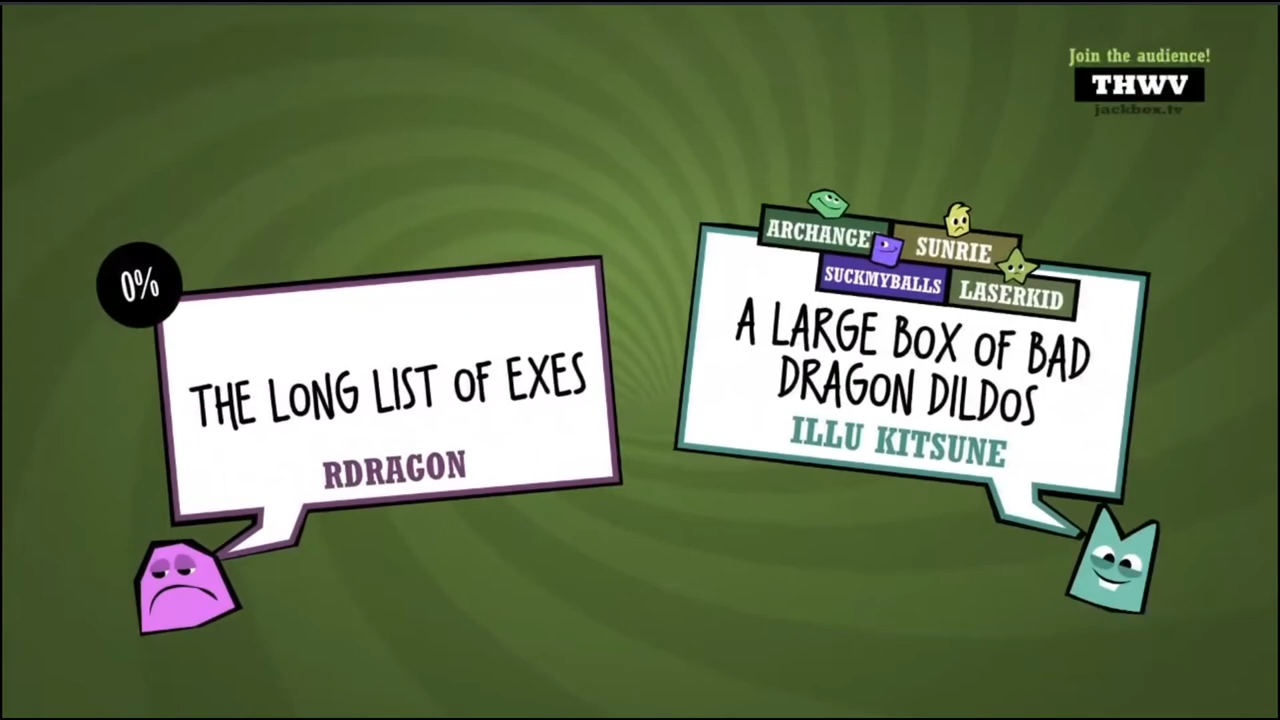 Join the audience!
THWV
jackbox.tv
0%
THE LONG LIST OF EXES
RDRAGON
ARCHANGE
SUNRIE
SUCKMYBALLS
LASERKID
A LARGE BOX OF BAD
DRAGON DILDOS
ILLU KITSUNE